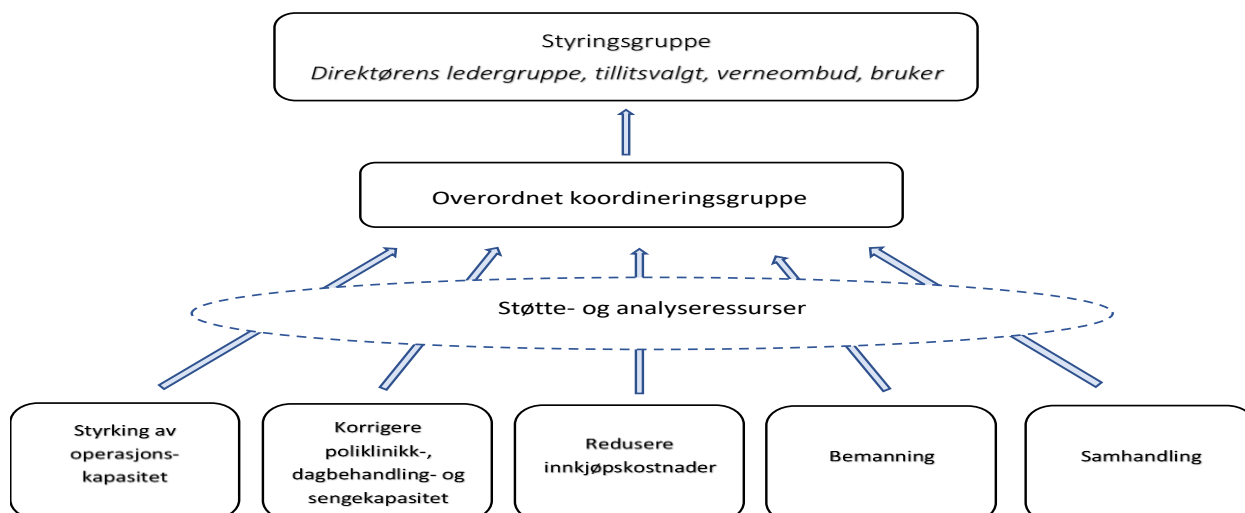 Styringsgruppe
Direktørens ledergruppe, tillitsvalgt, verneombud, bruker
Overordnet koordineringsgruppe
Støtte- og analyseressurser
Styrking av
operasjons-
kapasitet
Korrigere
poliklinikk-,
dagbehandling- og
sengekapasitet
Redusere
innkjøpskostnader
Bemanning
Samhandling